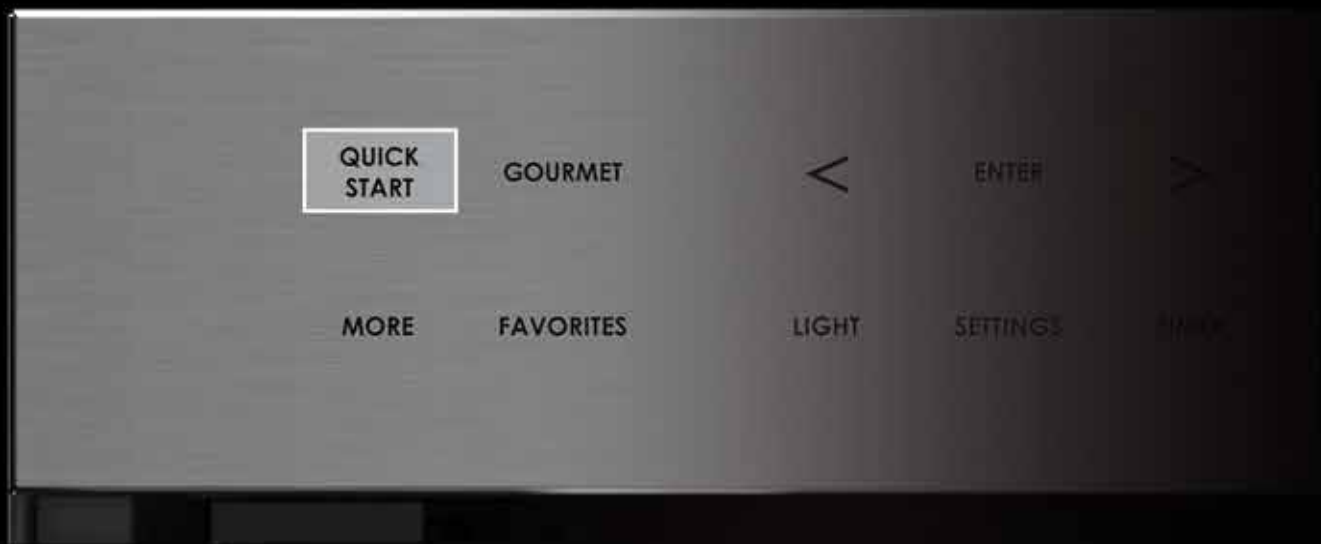 QUICK
START
GOURMET
<
ENTER
>
MORE
FAVORITES
LIGHT
SETTINGS